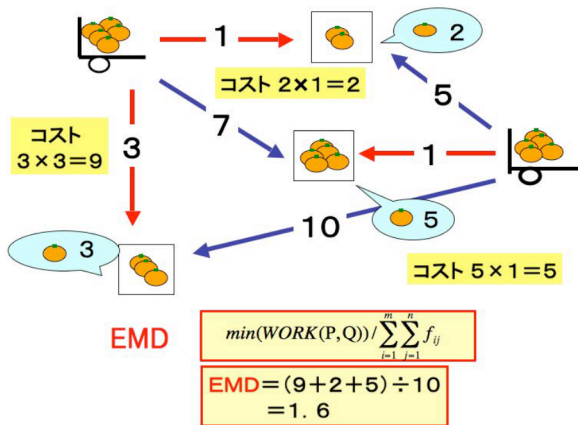 1
2
コスト 2×1=2
5
7
コスト
3×3=9
3
1
10
5
3
コスト 5×1=5
EMD
min(WORK(P,Q))/∑_{i=1}^{m}∑_{j=1}^{n} f_{ij}
EMD=(9+2+5)÷10
=1.6